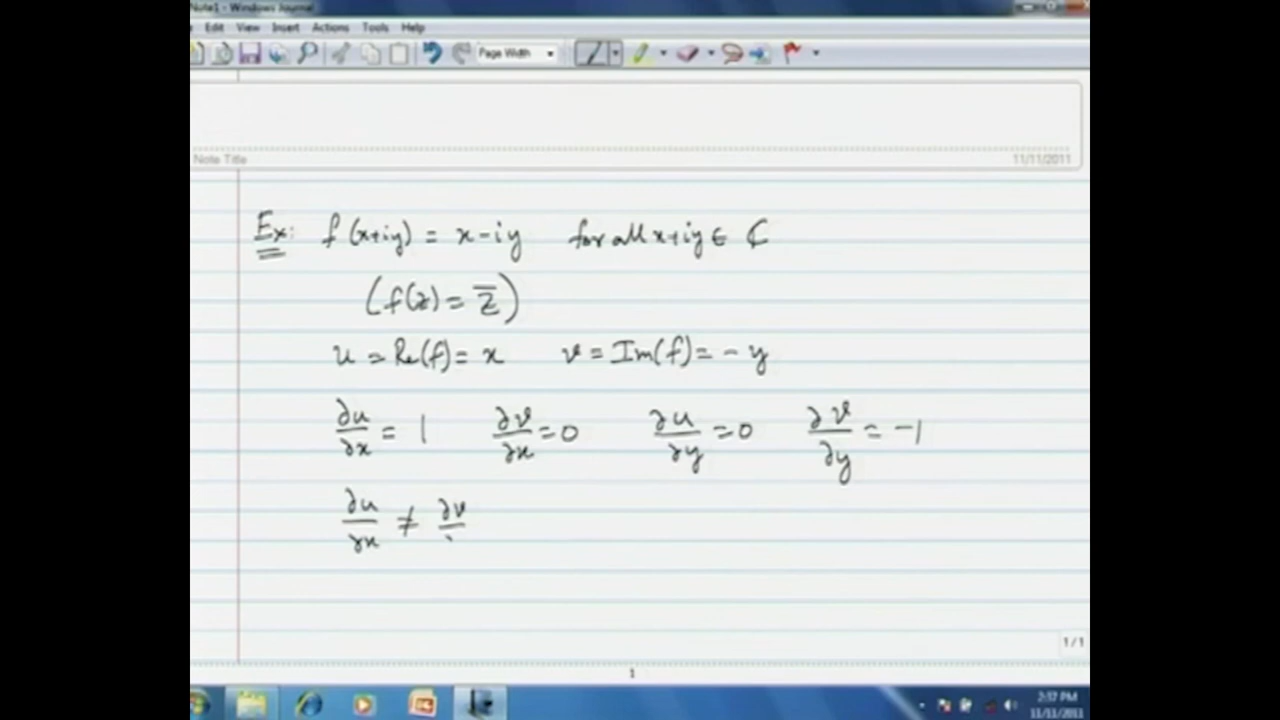 Note1 - Windows Journal
Edit View Insert Actions Tools Help
Page Width
Note Title 11/11/2011
Ex: f(x+iy) = x-iy for all x+iy ∈ ℂ
(f(z) = z̅)
u = Re(f) = x v = Im(f) = -y
∂u/∂x = 1 ∂v/∂x = 0 ∂u/∂y = 0 ∂v/∂y = -1
∂u/∂x ≠ ∂v/
1/1
1
2:37 PM
11/11/2011